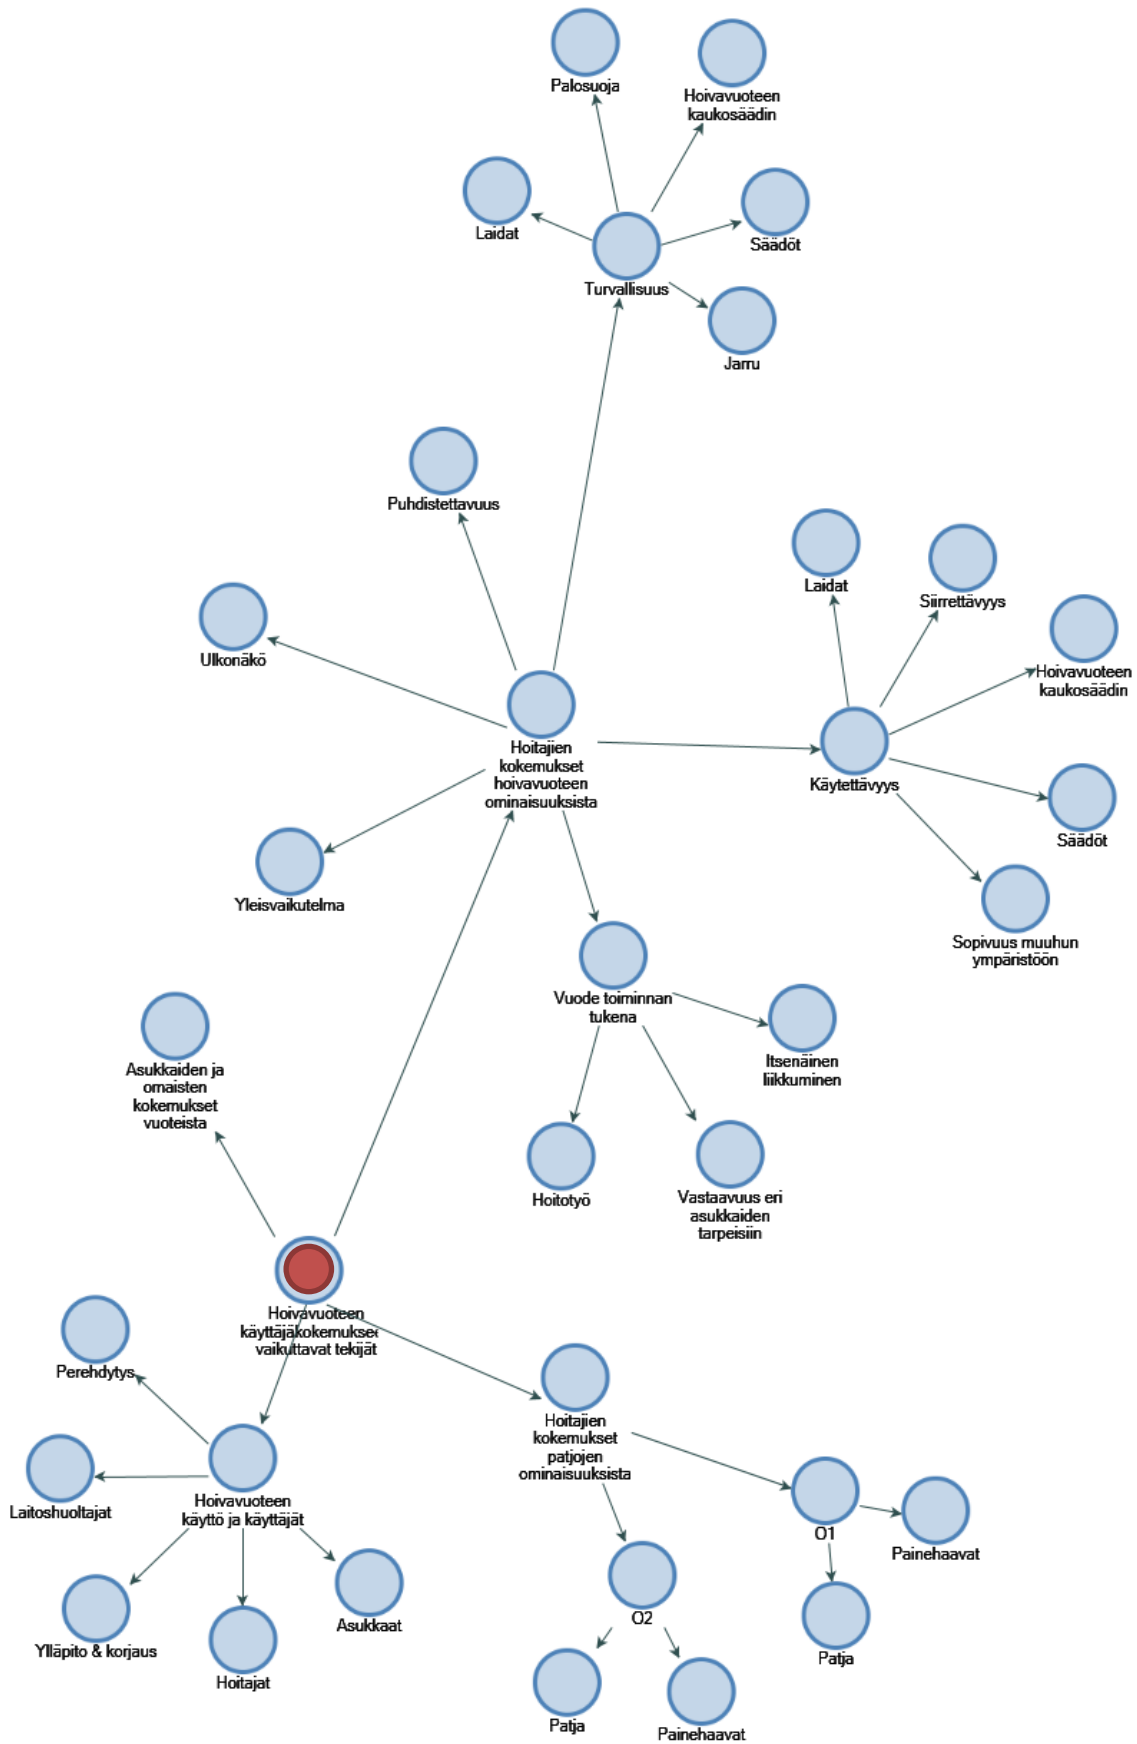 Palosuoja
Hoivavuoteen
kaukosäädin
Laidat
Säädöt
Turvallisuus
Jarru
Puhdistettavuus
Laidat
Siirrettävyys
Ulkonäkö
Hoivavuoteen
kaukosäädin
Hoitajien
kokemukset
hoivavuoteen
ominaisuuksista
Käytettävyys
Säädöt
Yleisvaikutelma
Sopivuus muuhun
ympäristöön
Vuode toiminnan
tukena
Itsenäinen
liikkuminen
Asukkaiden ja
omaisten
kokemukset
vuoteista
Hoitotyö
Vastaavuus eri
asukkaiden
tarpeisiin
Hoivavuoteen
käyttäjäkokemuksee
vaikuttavat tekijät
Perehdytys
Hoitajien
kokemukset
patjojen
ominaisuuksista
Laitoshuoltajat
Hoivavuoteen
käyttö ja käyttäjät
O1
Painehaavat
Asukkaat
O2
Ylläpito & korjaus
Hoitajat
Patja
Patja
Painehaavat